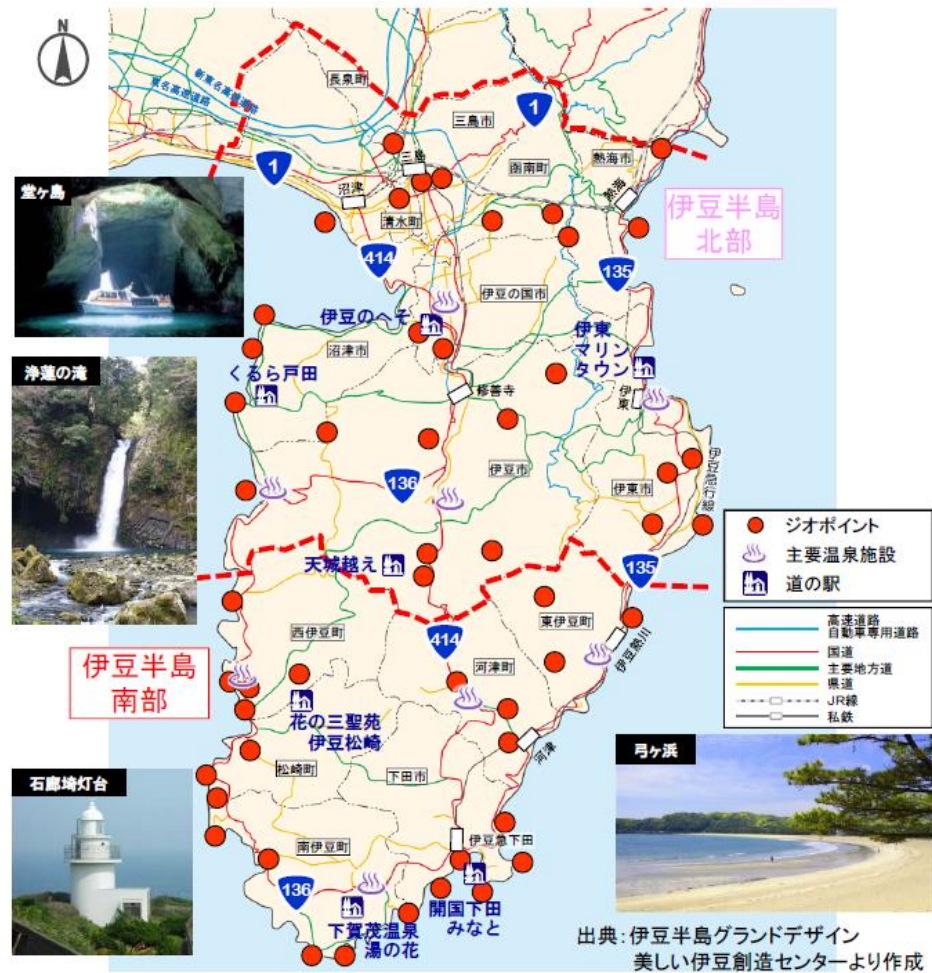 N
新東名高速道路
東名高速道路
長泉町
三島市
1
1
三島
函南町
熱海市
沼津
熱海
清水町
伊豆半島
北部
堂ヶ島
414
135
伊豆の国市
伊豆のへそ
伊東
マリン
タウン
沼津市
浄蓮の滝
くるら戸田
修善寺
伊東
伊豆市
伊豆急行線
136
伊東市
ジオポイント
主要温泉施設
道の駅
天城越え
135
高速道路
自動車専用道路
国道
主要地方道
県道
JR線
私鉄
西伊豆町
414
東伊豆町
河津町
伊豆熱川
伊豆半島
南部
花の三聖苑
伊豆松崎
河津
弓ヶ浜
石廊埼灯台
松崎町
下田市
南伊豆町
伊豆急下田
136
下賀茂温泉
湯の花
開国下田
みなと
出典:伊豆半島グランドデザイン
美しい伊豆創造センターより作成